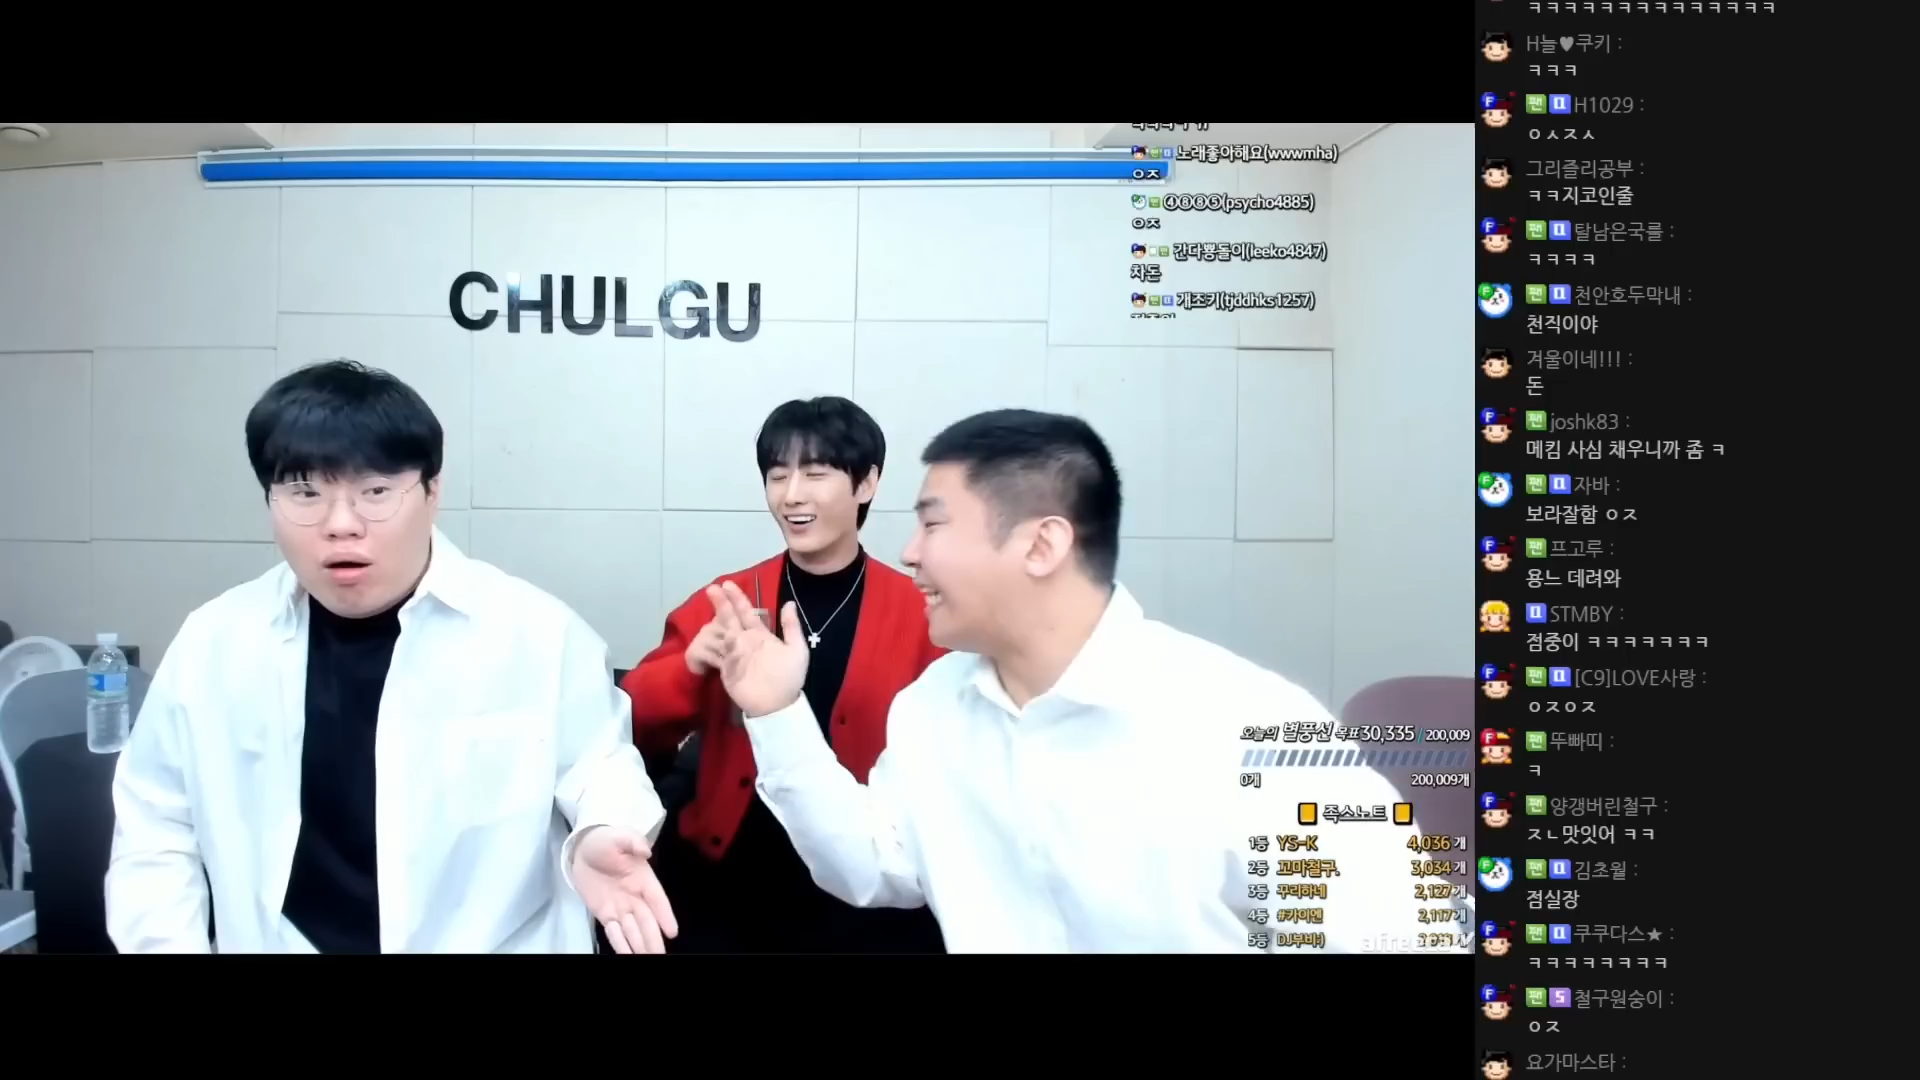 CHULGU
노래좋아해요(wwwmha)
ㅇㅈ
④⑧⑧⑤(psycho4885)
ㅇㅈ
간다뿅돌이(leeko4847)
차돈
개조키(tjddhks1257)
오늘의 별풍선 목표 30,335 / 200,009
0개 200,009개
족스노트
1등 YS-K 4,036개
2등 꼬마철구. 3,034개
3등 꾸리하네 2,127개
4등 #카이엔 2,117개
5등 DJ부비:)
ㅋㅋㅋㅋㅋㅋㅋㅋㅋㅋㅋㅋㅋㅋ
H늘♥쿠키 :
ㅋㅋㅋ
F 팬 H1029 :
ㅇㅅㅈㅅ
그리즐리공부 :
ㅋㅋ지코인줄
F 팬 탈남은국를 :
ㅋㅋㅋㅋ
F 팬 천안호두막내 :
천직이야
겨울이네!!! :
돈
F 팬 joshk83 :
메킴 사심 채우니까 좀 ㅋ
F 팬 자바 :
보라잘함 ㅇㅈ
F 팬 프고루 :
용느 데려와
STMBY :
점중이 ㅋㅋㅋㅋㅋㅋㅋ
F 팬 [C9]LOVE사랑 :
ㅇㅈㅇㅈ
팬 뚜빠띠 :
ㅋ
F 팬 양갱버린철구 :
ㅈㄴ맛잇어 ㅋㅋ
F 팬 김초월 :
점실장
F 팬 쿠쿠다스★ :
ㅋㅋㅋㅋㅋㅋㅋㅋ
F 팬 S 철구원숭이 :
ㅇㅈ
요가마스타 :